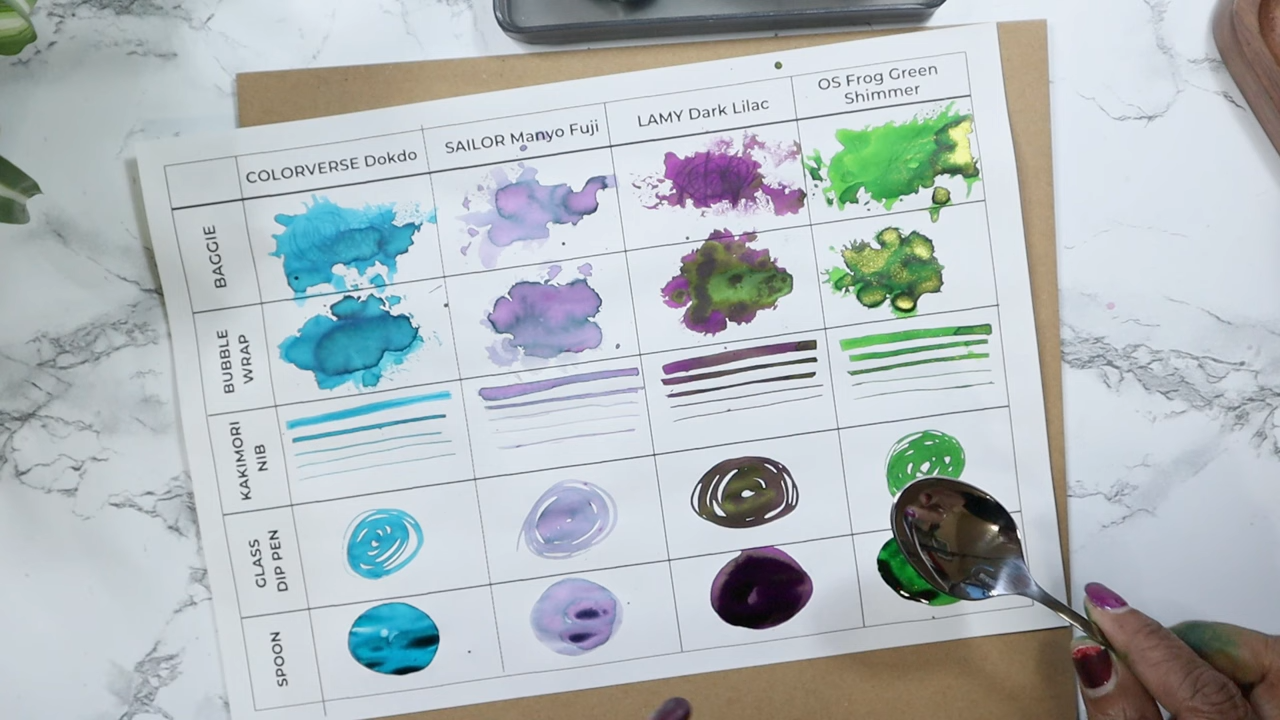 COLORVERSE Dokdo
SAILOR Manyo Fuji
LAMY Dark Lilac
OS Frog Green
Shimmer
BAGGIE
BUBBLE
WRAP
KAKIMORI
NIB
GLASS
DIP PEN
SPOON